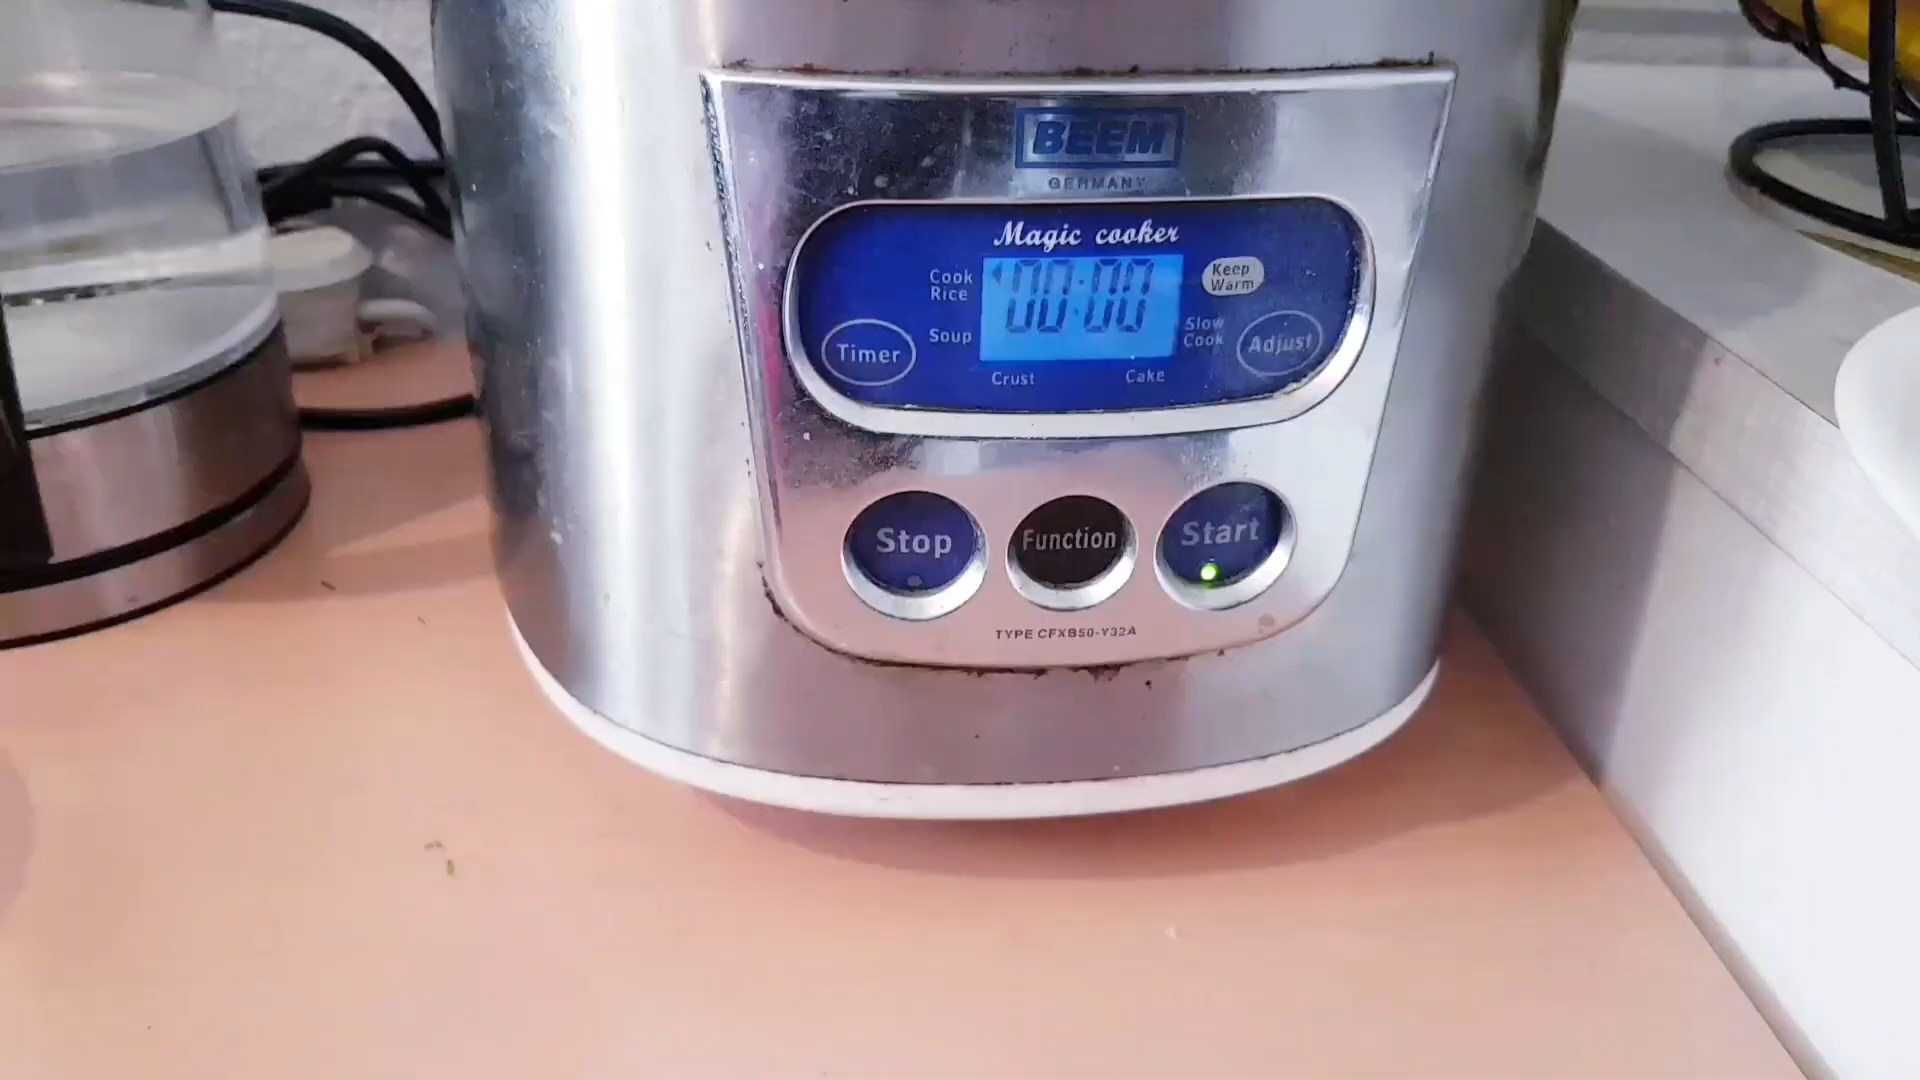 BEEM
GERMANY
Magic cooker
Cook
Rice
00:00
Keep
Warm
Soup
Slow
Cook
Timer
Adjust
Crust
Cake
Stop
Function
Start
TYPE CFXB50-Y32A